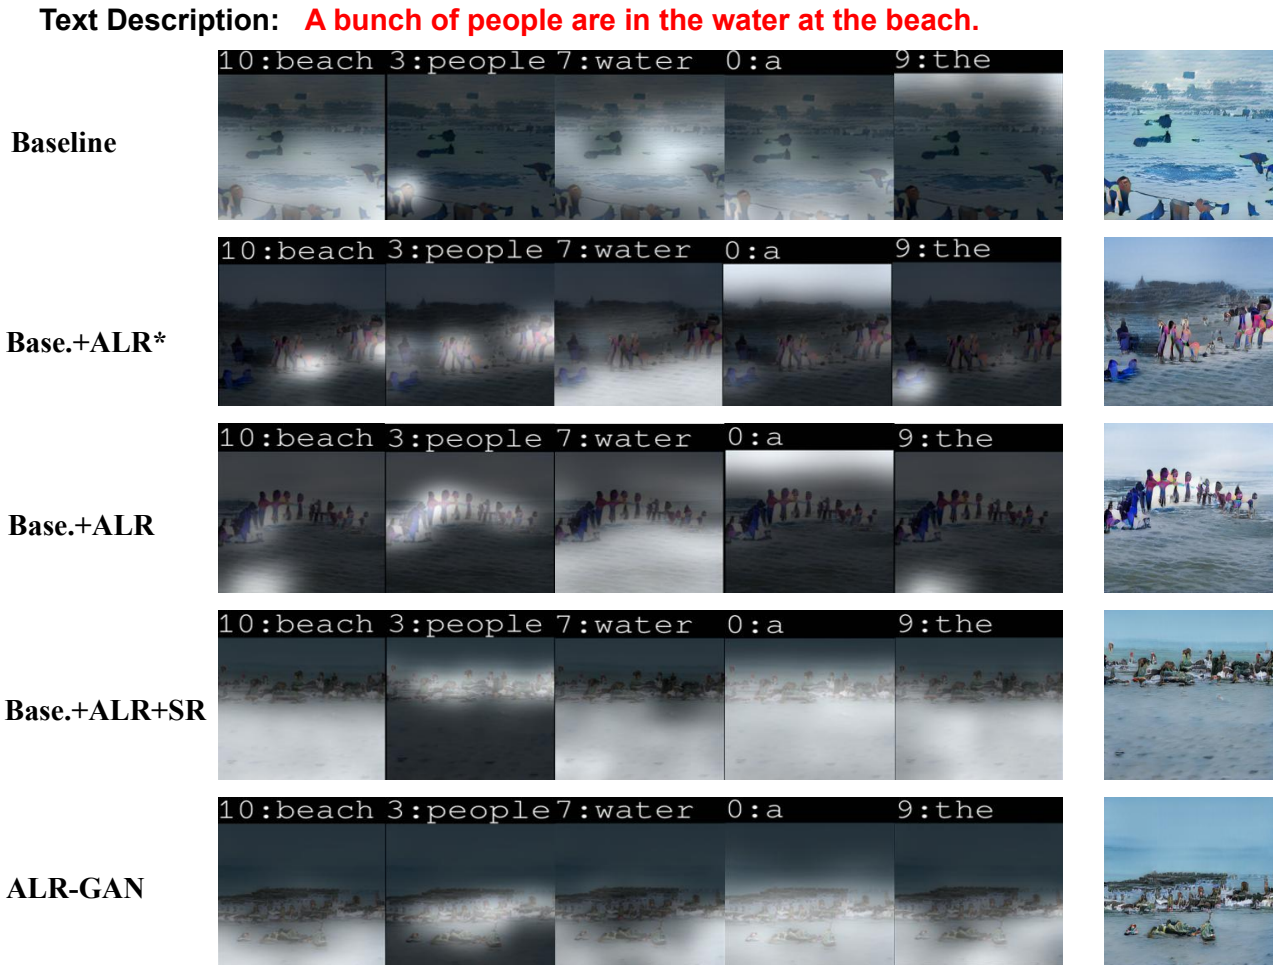 Text Description: A bunch of people are in the water at the beach.
10:beach 3:people 7:water 0:a 9:the
Baseline
10:beach 3:people 7:water 0:a 9:the
Base.+ALR*
10:beach 3:people 7:water 0:a 9:the
Base.+ALR
10:beach 3:people 7:water 0:a 9:the
Base.+ALR+SR
10:beach 3:people 7:water 0:a 9:the
ALR-GAN